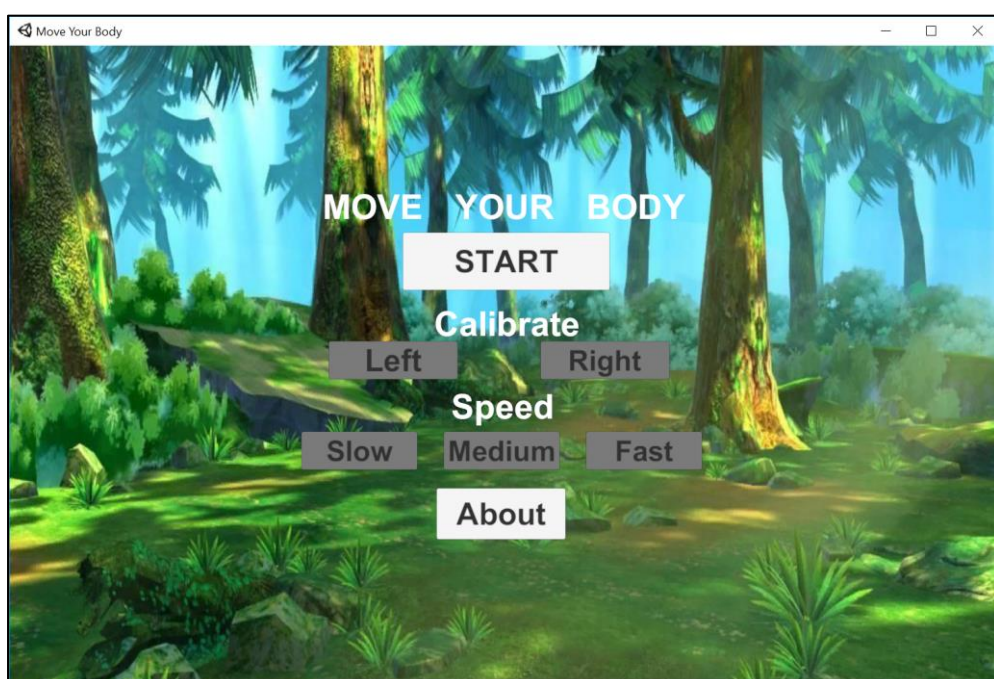 Move Your Body
MOVE YOUR BODY
START
Calibrate
Left Right
Speed
Slow Medium Fast
About